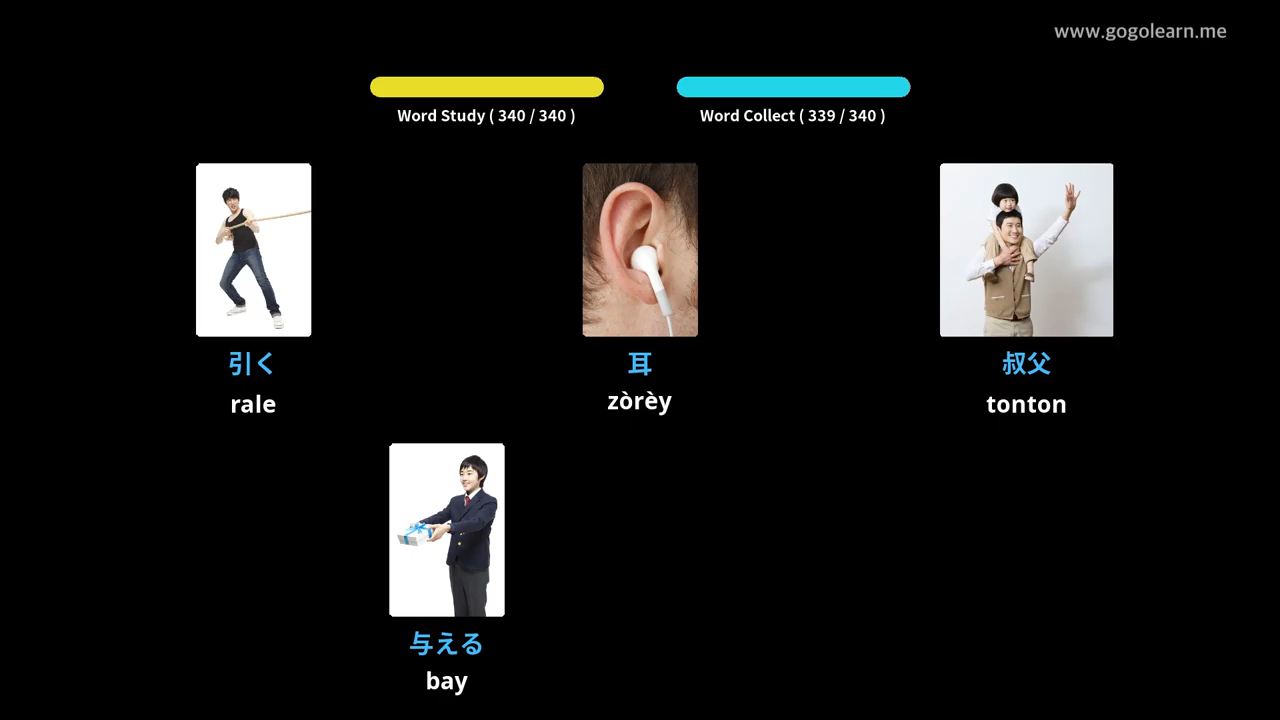 www.gogolearn.me
Word Study ( 340 / 340 )
Word Collect ( 339 / 340 )
引く
rale
耳
zòrèy
叔父
tonton
与える
bay